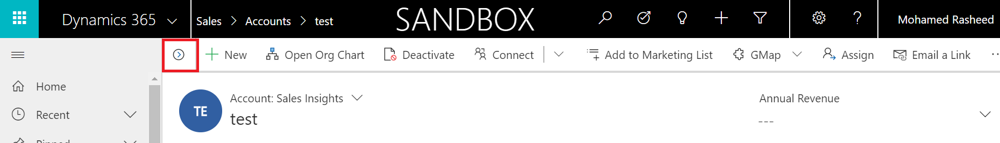 Dynamics 365 Sales > Accounts > test SANDBOX ? Mohamed Rasheed
New Open Org Chart Deactivate Connect Add to Marketing List GMap Assign Email a Link ··
Home
Recent
Pinned
TE
Account: Sales Insights
test
Annual Revenue
---